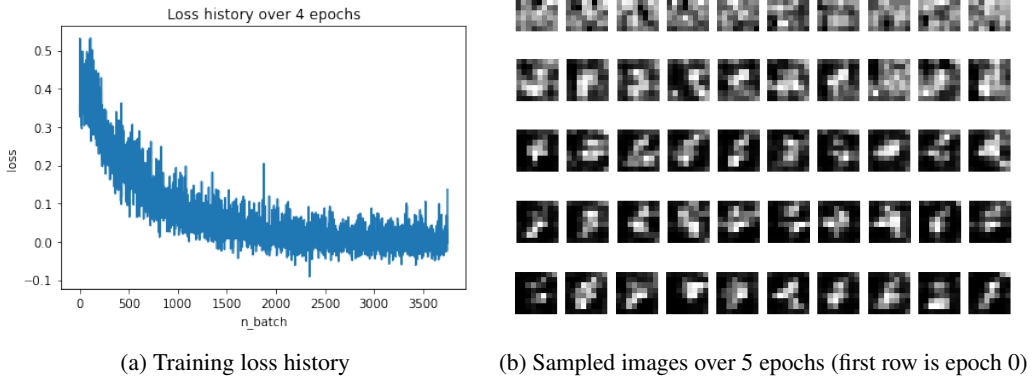 Loss history over 4 epochs
0.5
0.4
0.3
0.2
0.1
0.0
−0.1
loss
0 500 1000 1500 2000 2500 3000 3500
n_batch
(a) Training loss history
(b) Sampled images over 5 epochs (first row is epoch 0)